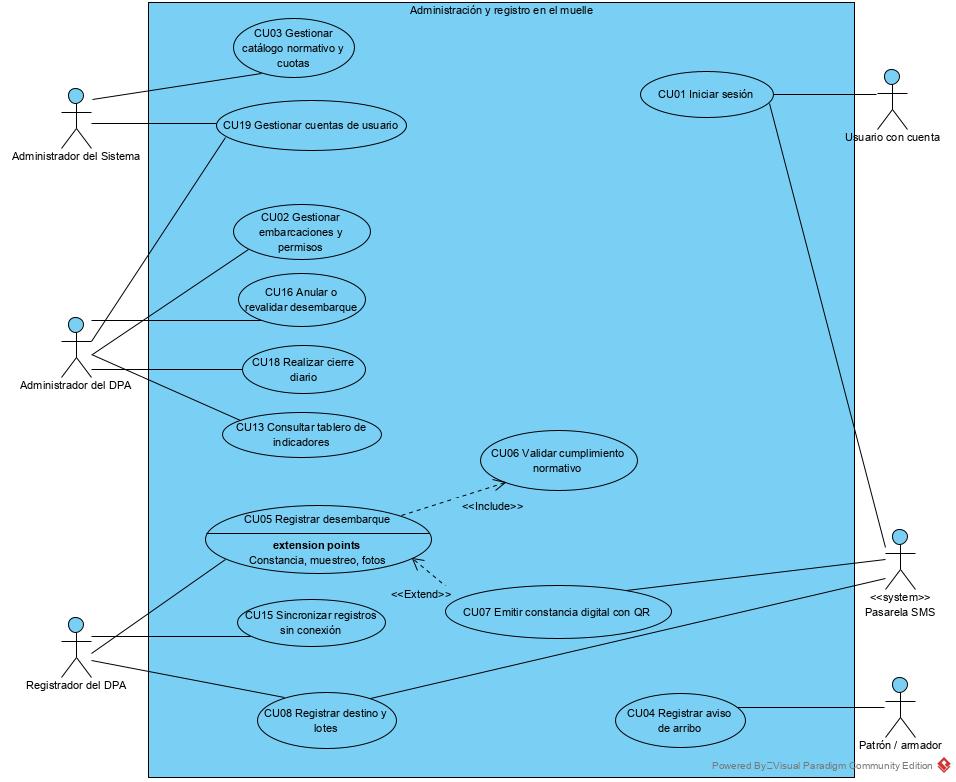 Administración y registro en el muelle
CU03 Gestionar
catálogo normativo y
cuotas
CU01 Iniciar sesión
Usuario con cuenta
CU19 Gestionar cuentas de usuario
Administrador del Sistema
CU02 Gestionar
embarcaciones y
permisos
CU16 Anular o
revalidar desembarque
CU18 Realizar cierre
diario
Administrador del DPA
CU13 Consultar tablero de
indicadores
CU06 Validar cumplimiento
normativo
<<Include>>
CU05 Registrar desembarque
extension points
Constancia, muestreo, fotos
<<Extend>>
CU07 Emitir constancia digital con QR
<<system>>
Pasarela SMS
CU15 Sincronizar registros
sin conexión
Registrador del DPA
CU08 Registrar destino y
lotes
CU04 Registrar aviso
de arribo
Patrón / armador
Powered By Visual Paradigm Community Edition